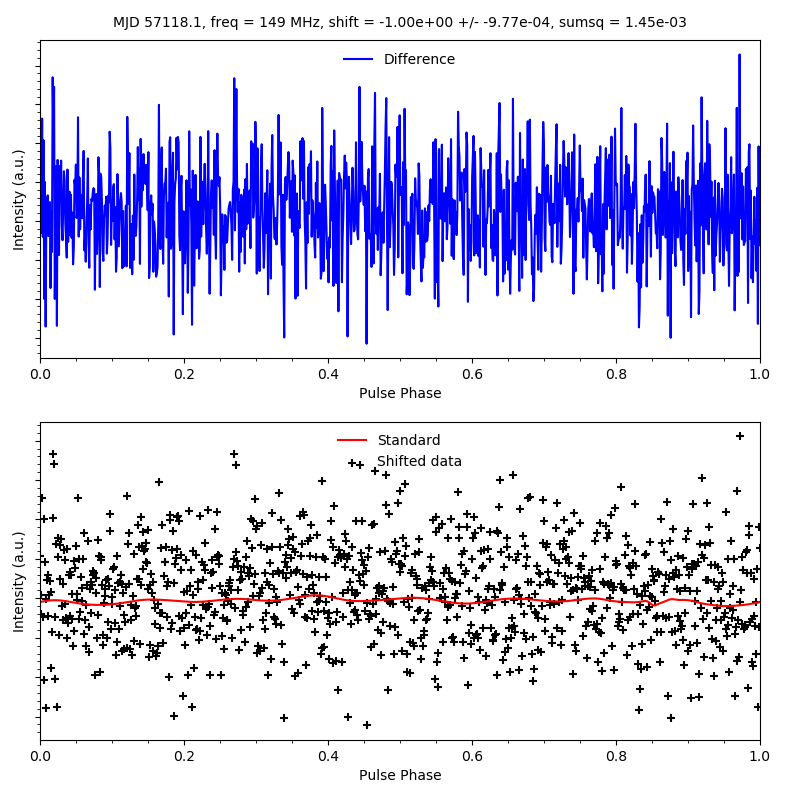 MJD 57118.1, freq = 149 MHz, shift = -1.00e+00 +/- -9.77e-04, sumsq = 1.45e-03
Difference
Intensity (a.u.)
0.0 0.2 0.4 0.6 0.8 1.0
Pulse Phase
Standard
Shifted data
Intensity (a.u.)
0.0 0.2 0.4 0.6 0.8 1.0
Pulse Phase